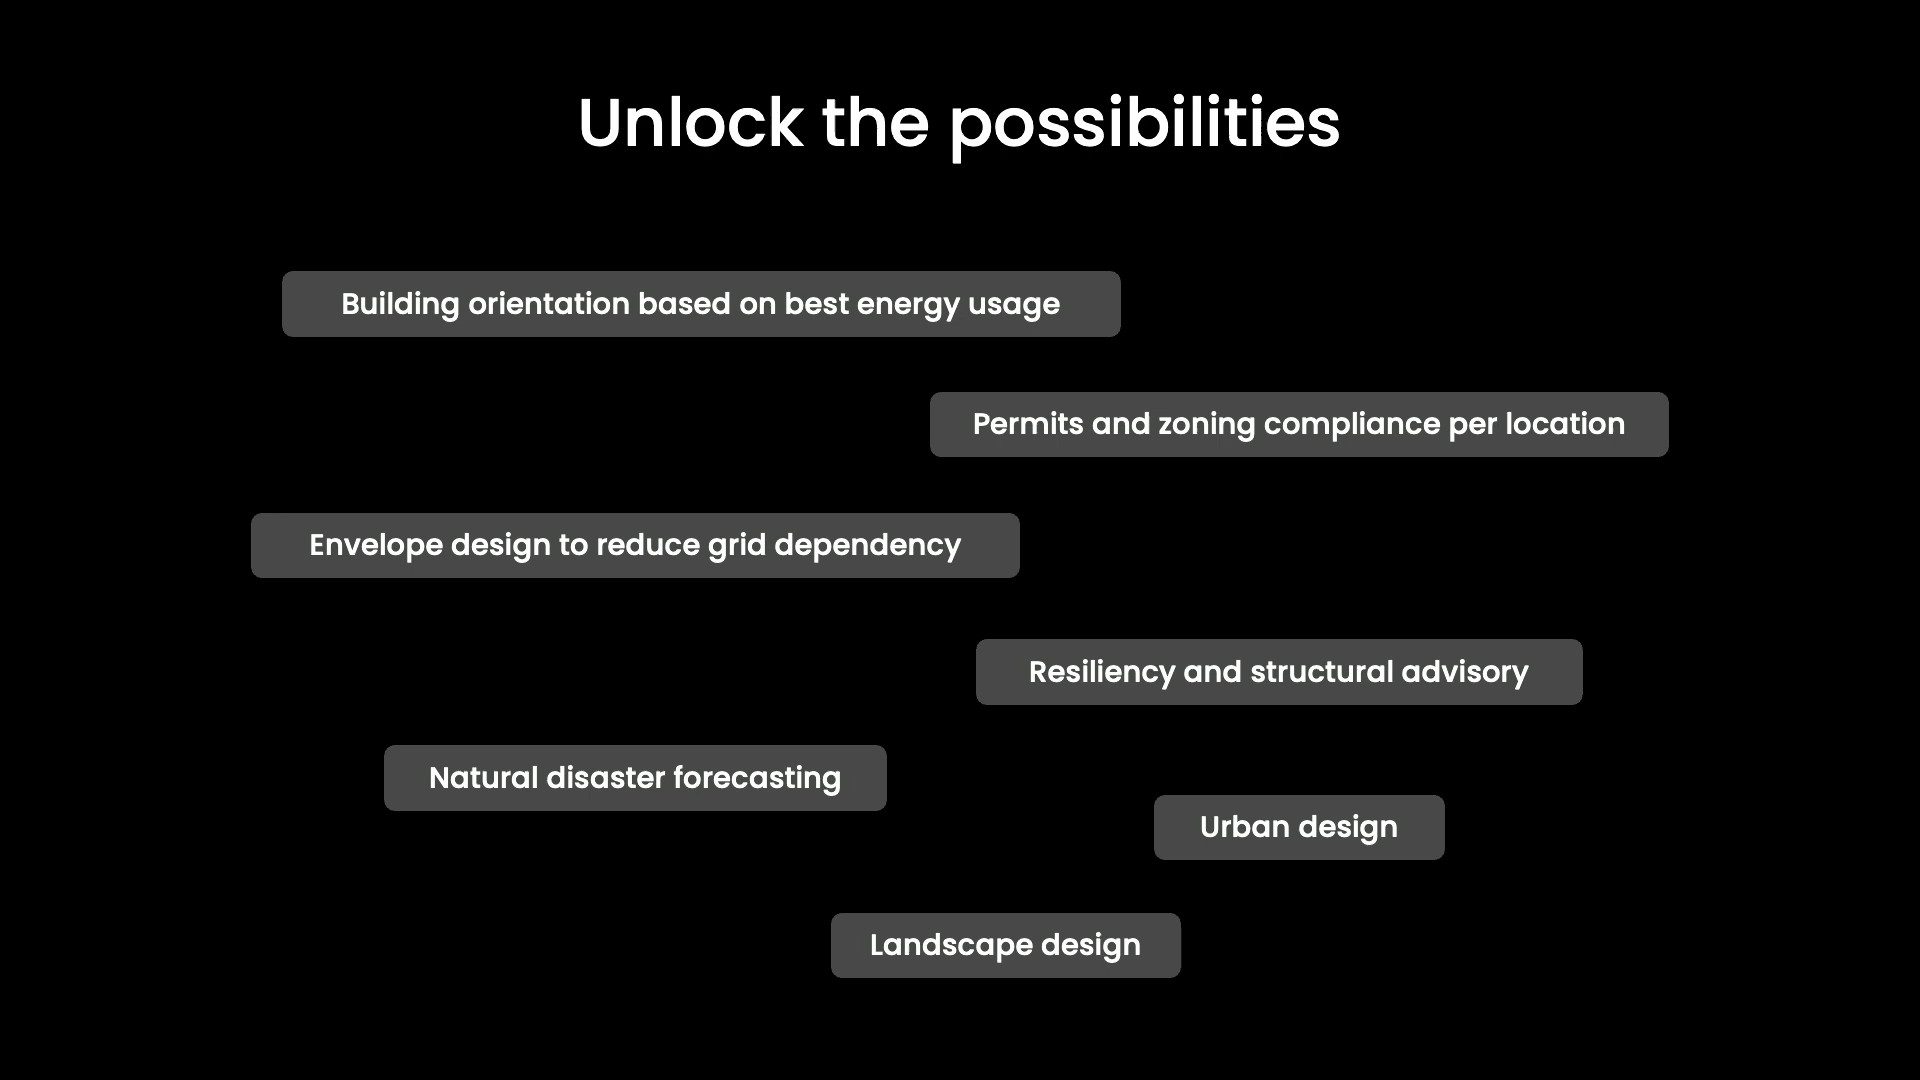 Unlock the possibilities
Building orientation based on best energy usage
Permits and zoning compliance per location
Envelope design to reduce grid dependency
Resiliency and structural advisory
Natural disaster forecasting
Urban design
Landscape design